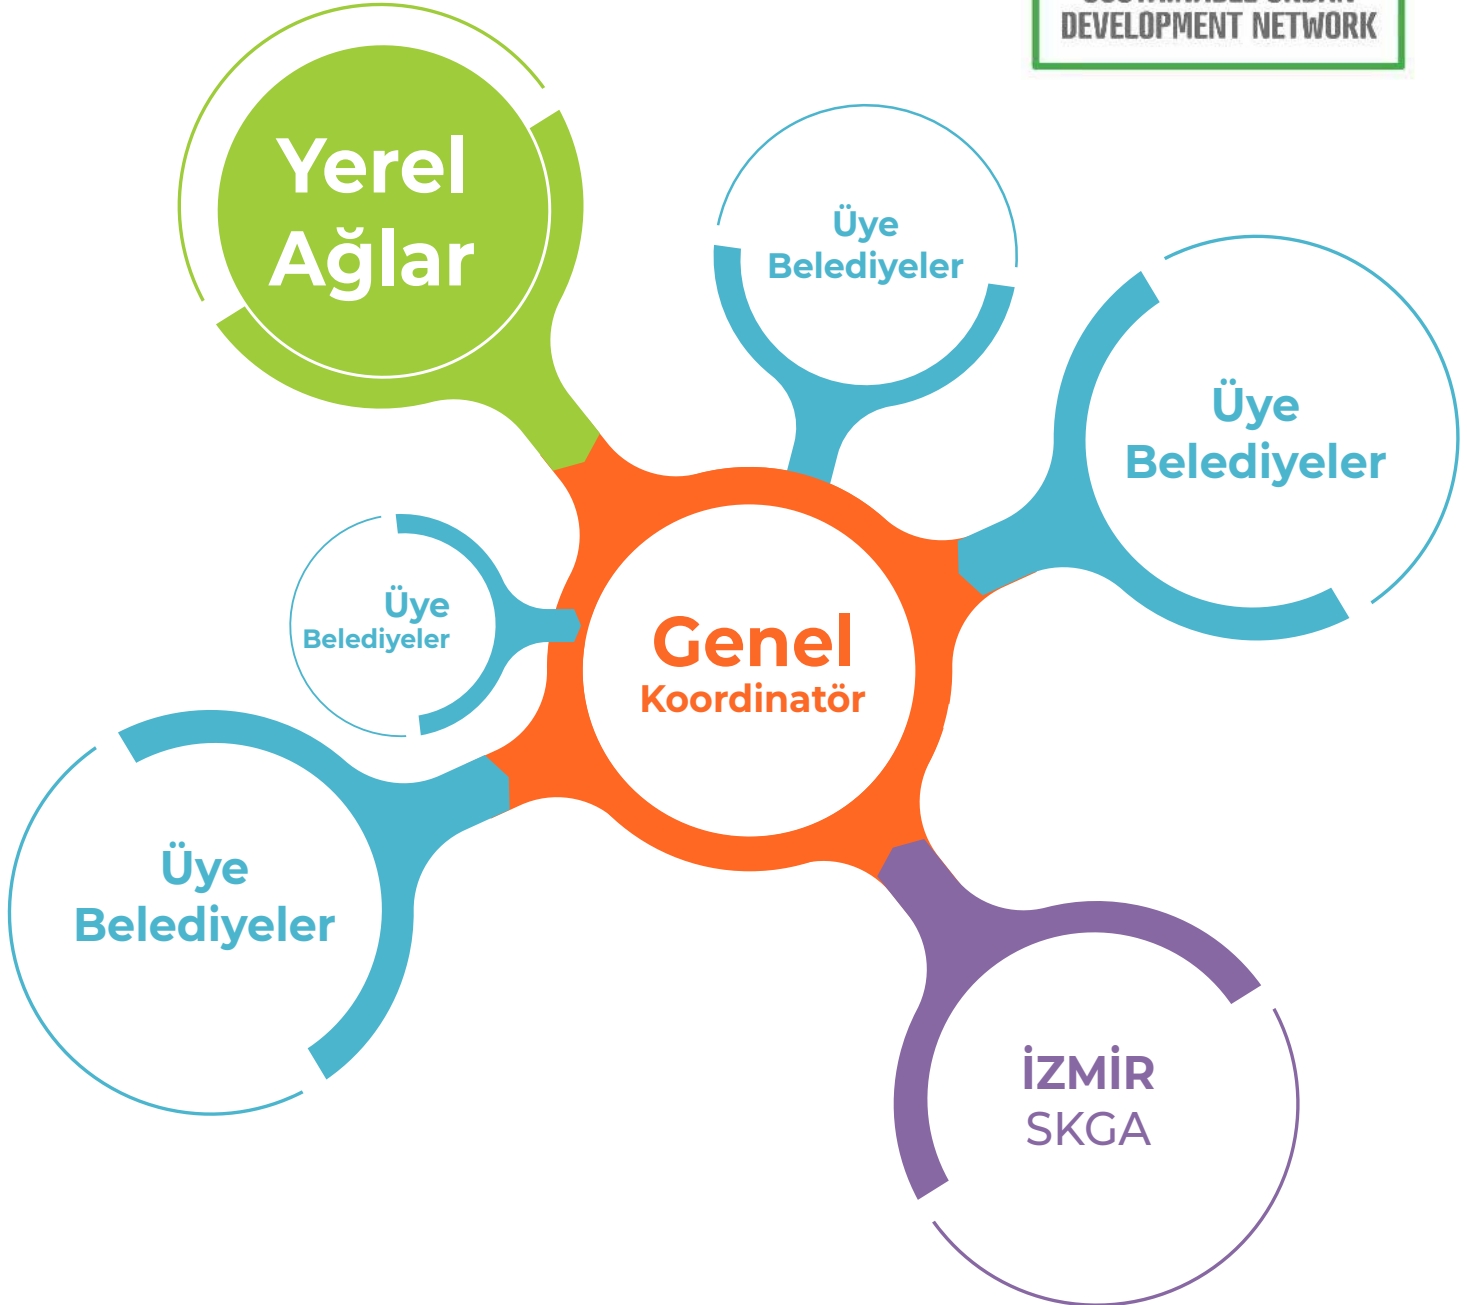 DEVELOPMENT NETWORK
Yerel
Ağlar
Üye
Belediyeler
Üye
Belediyeler
Üye
Belediyeler
Genel
Koordinatör
Üye
Belediyeler
İZMİR
SKGA